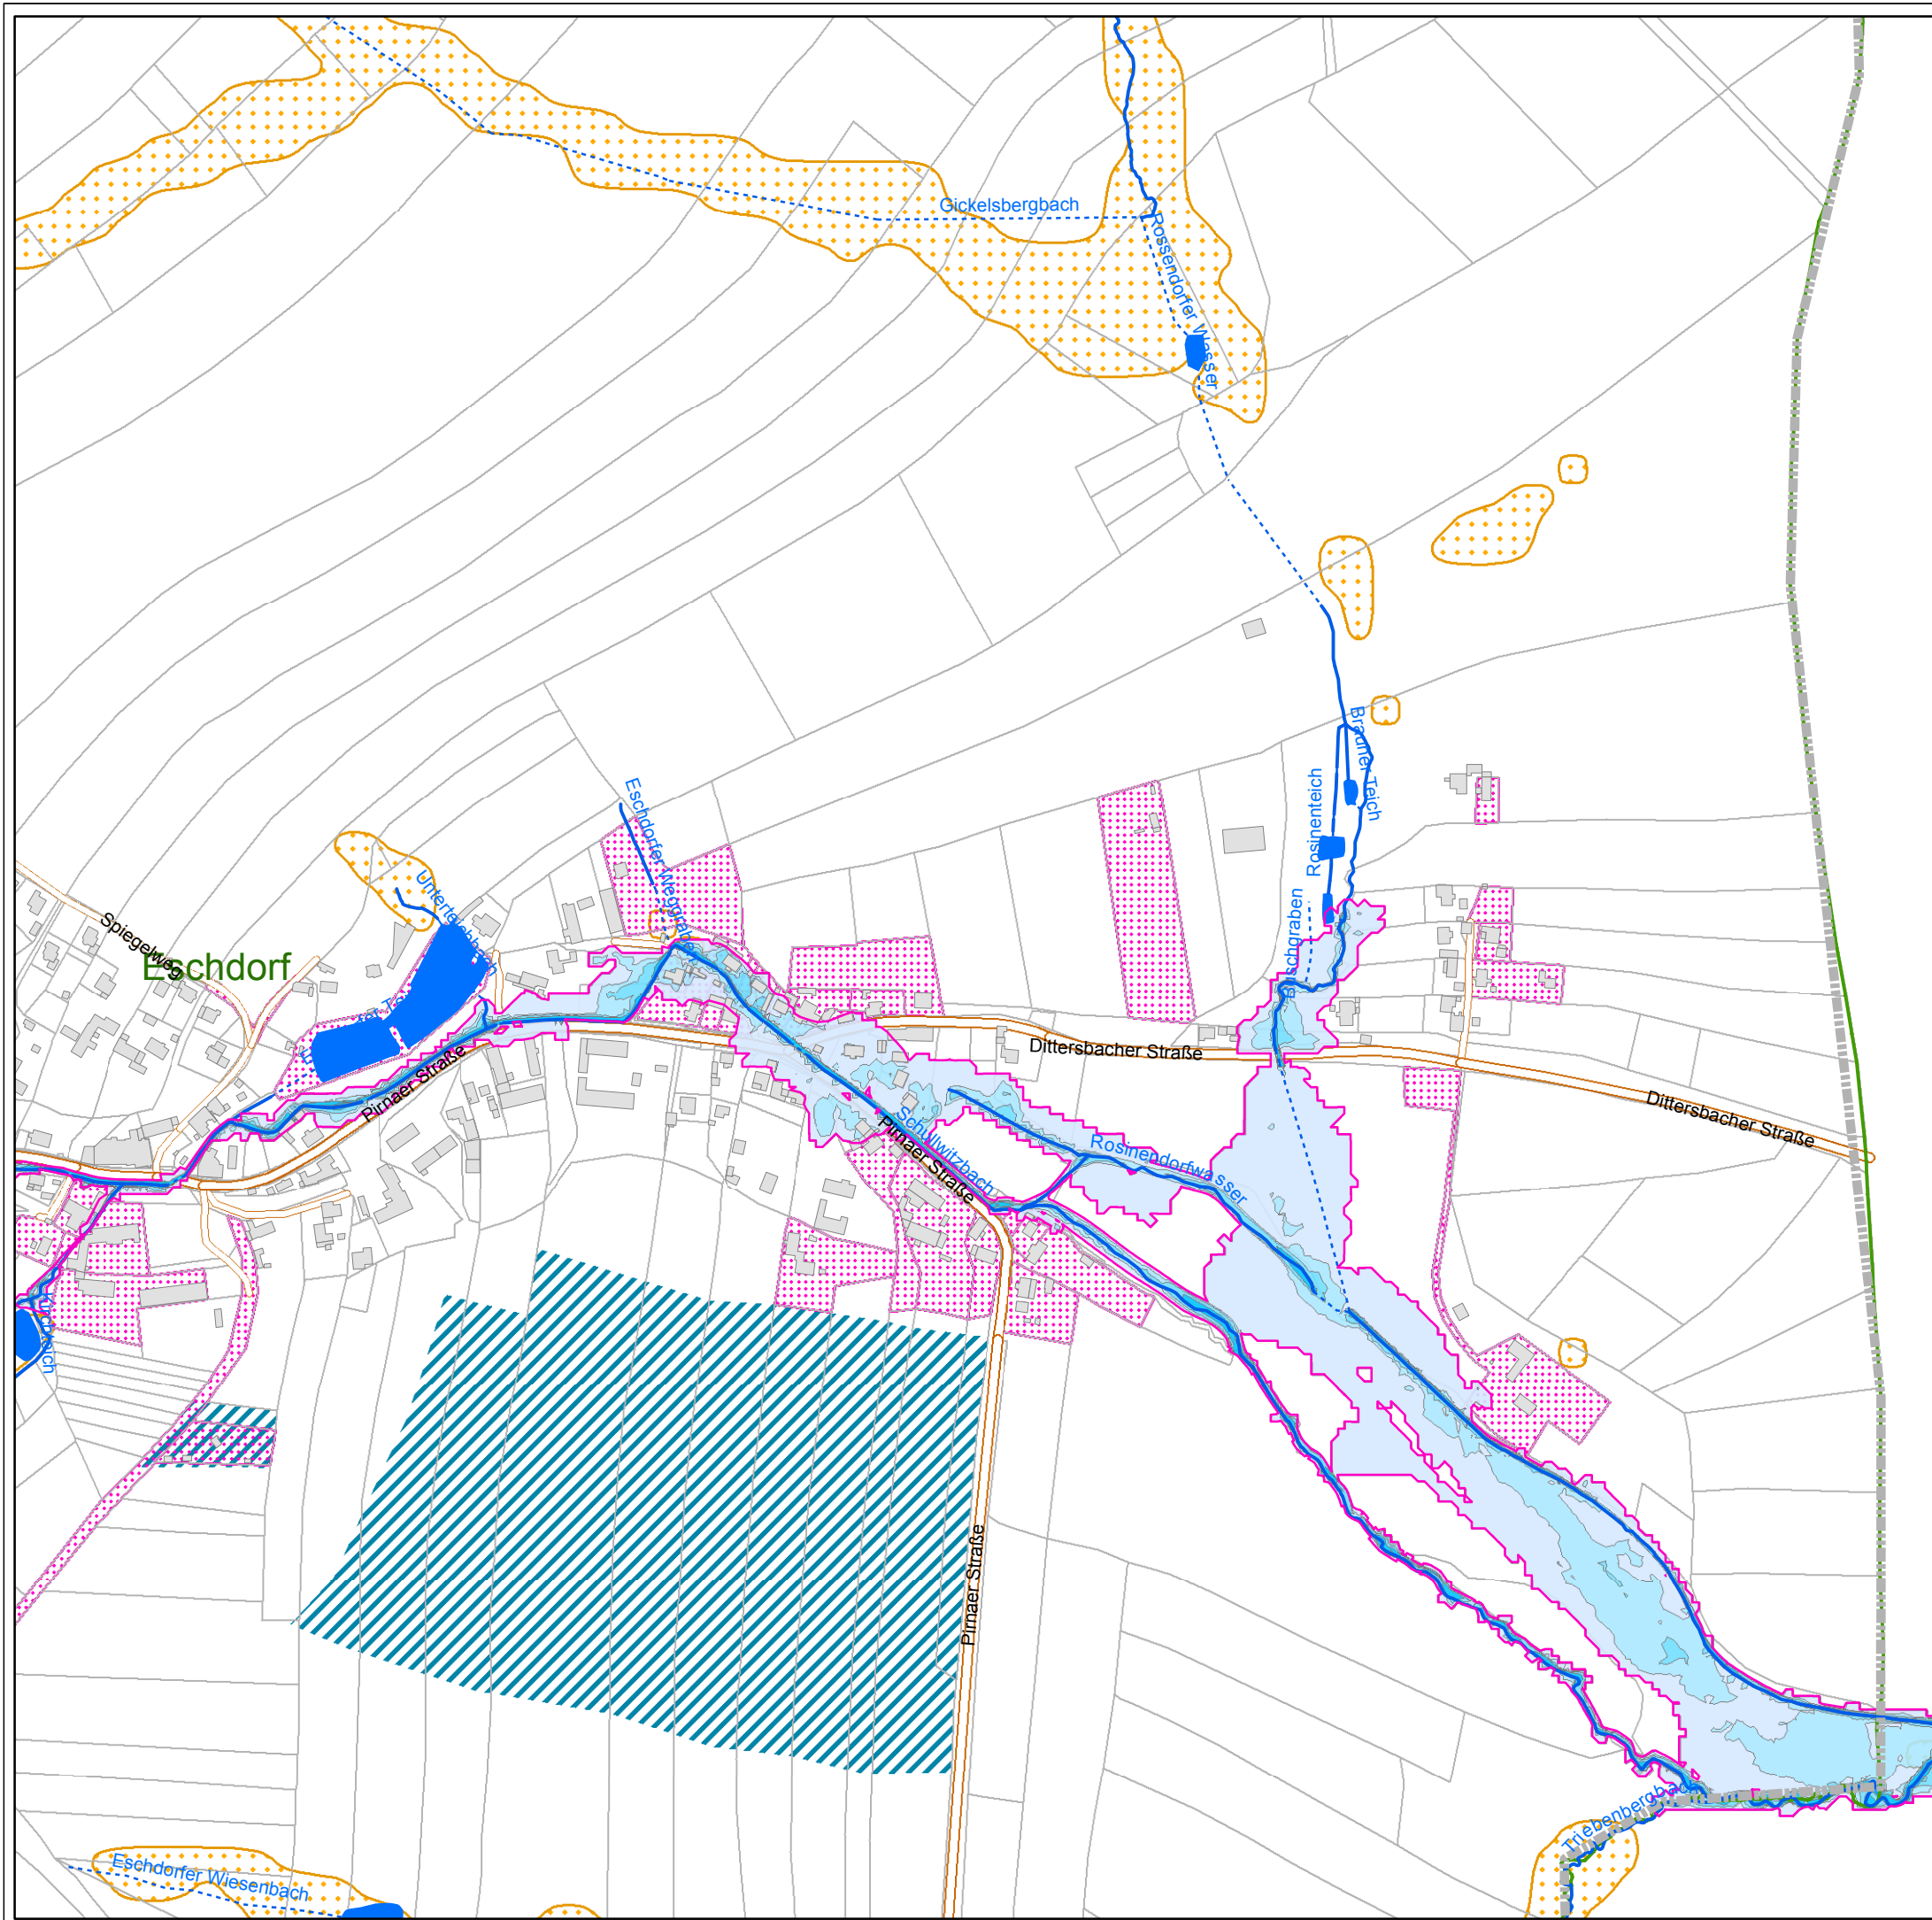 Gickelsbergbach
Rossendorfer Wasser
Brauner Teich
Rosinenteich
Eschdorfer Weggraben
Unterteichbach
Buschgraben
Spiegelweg
Eschdorf
Pirnaer Straße
Dittersbacher Straße
Dittersbacher Straße
Schullwitzbach
Pirnaer Straße
Rosinendorfwasser
Kirchteich
Pirnaer Straße
Triebenbergbach
Eschdorfer Wiesenbach